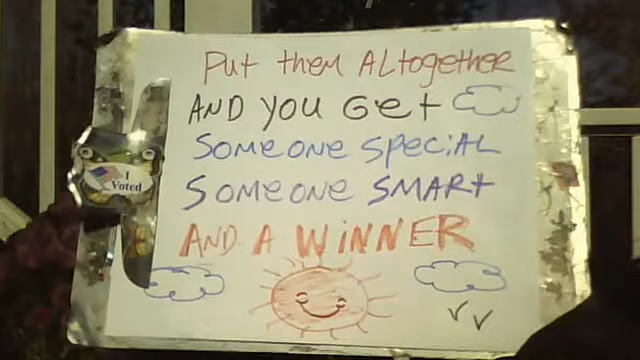 Put them ALtogether
AND you Get
Someone Special
Someone SMARt
AND A WiNNER
I
Voted